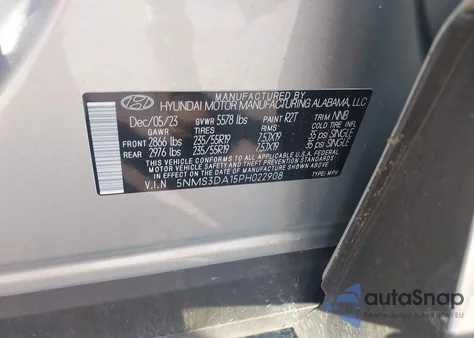 MANUFACTURED BY
HYUNDAI MOTOR MANUFACTURING ALABAMA, LLC
Dec/05/23 GVWR 5578 lbs PAINT R2T TRIM NNB
GAWR TIRES RIMS COLD TIRE INFL.
FRONT 2866 lbs 235/55R19 7.5JX19 35 PSI SINGLE
REAR 2976 lbs 235/55R19 7.5JX19 35 PSI SINGLE
THIS VEHICLE CONFORMS TO ALL APPLICABLE U.S. FEDERAL MOTOR
VEHICLE SAFETY, BUMPER, AND THEFT PREVENTION STANDARDS IN EFFECT
ON THE DATE OF MANUFACTURE SHOWN ABOVE.
V.I.N 5NMS3DA15PH022908 TYPE: MPV
autaSnap